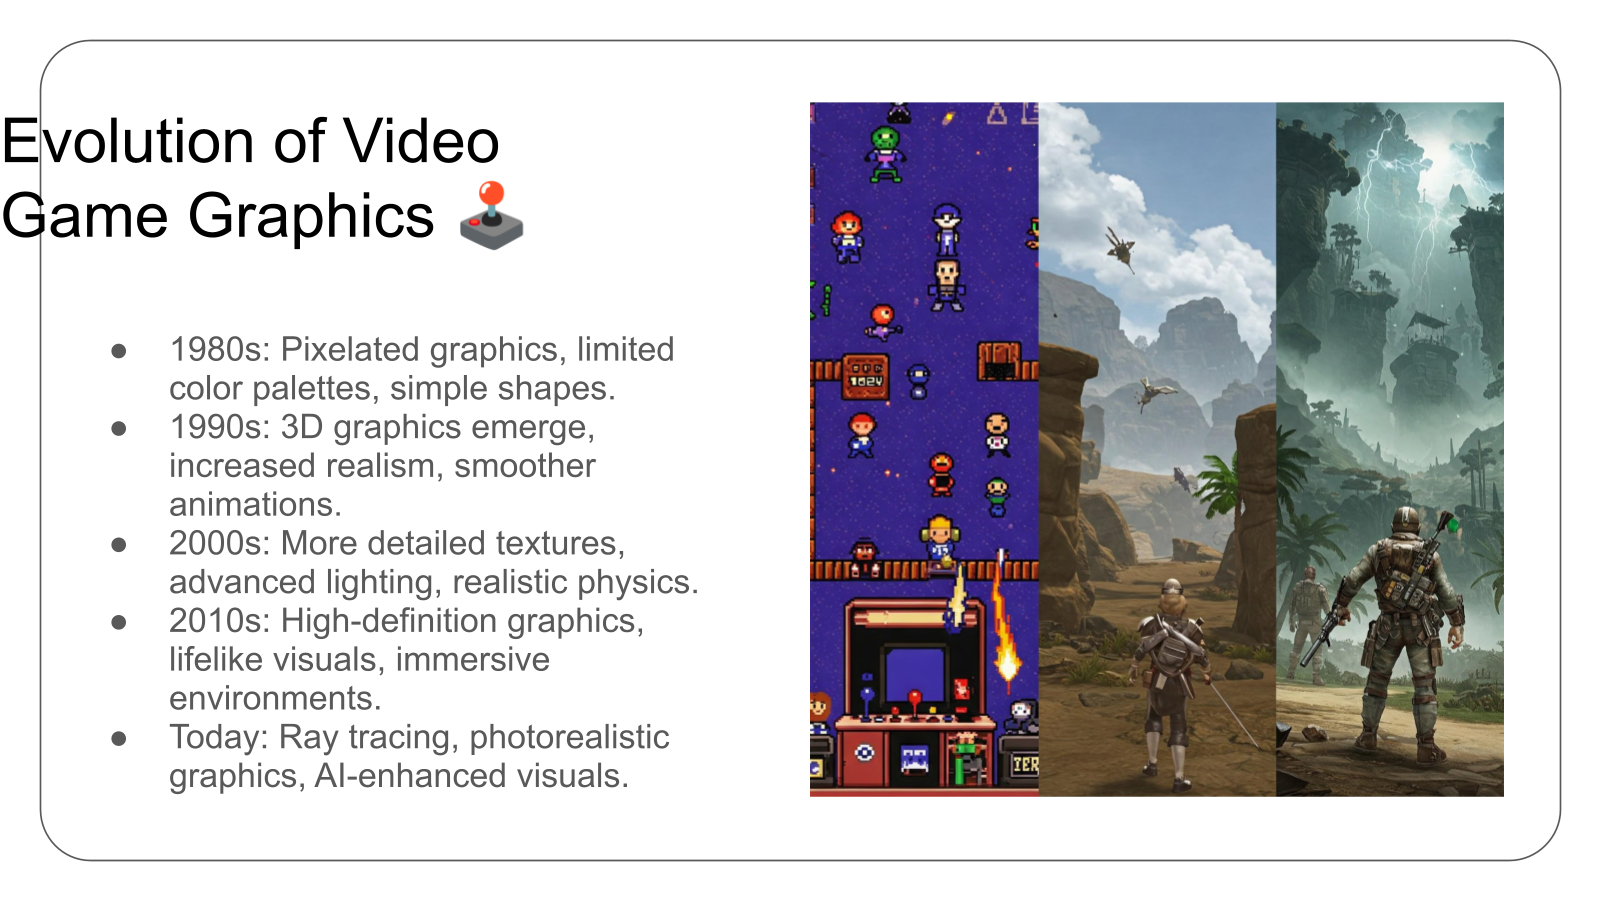 Evolution of Video
Game Graphics 🕹️
● 1980s: Pixelated graphics, limited
color palettes, simple shapes.
● 1990s: 3D graphics emerge,
increased realism, smoother
animations.
● 2000s: More detailed textures,
advanced lighting, realistic physics.
● 2010s: High-definition graphics,
lifelike visuals, immersive
environments.
● Today: Ray tracing, photorealistic
graphics, AI-enhanced visuals.